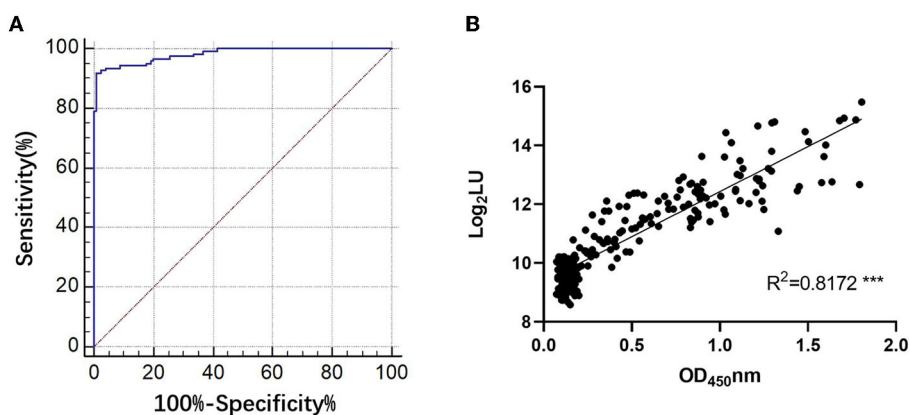 A
Sensitivity(%)
100
80
60
40
20
0
0 20 40 60 80 100
100%-Specificity%
B
Log2LU
16
14
12
10
8
R2=0.8172 ***
0.0 0.5 1.0 1.5 2.0
OD450nm